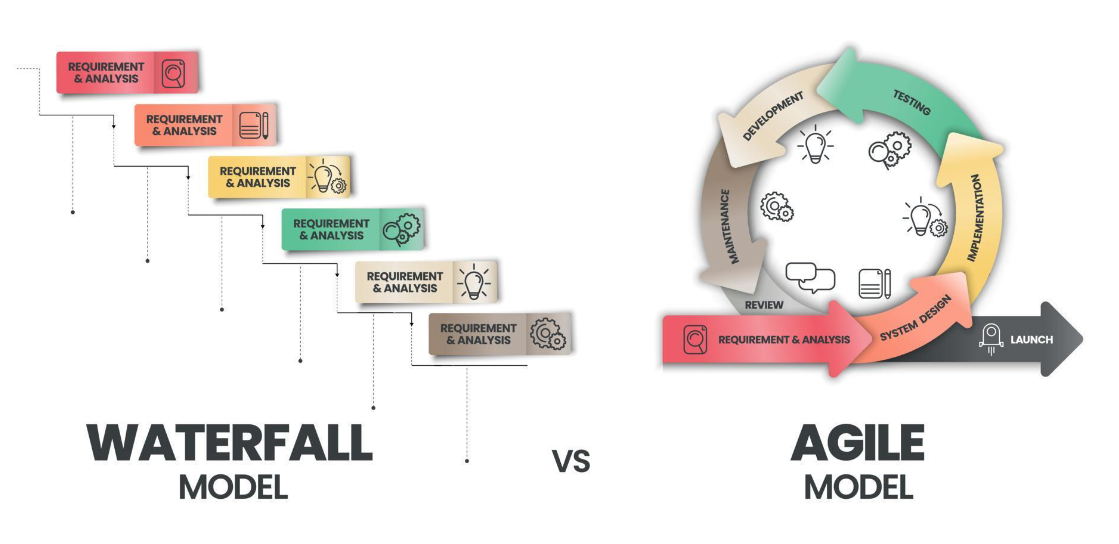 REQUIREMENT
& ANALYSIS
REQUIREMENT
& ANALYSIS
REQUIREMENT
& ANALYSIS
REQUIREMENT
& ANALYSIS
REQUIREMENT
& ANALYSIS
REQUIREMENT
& ANALYSIS
WATERFALL
MODEL
VS
TESTING
DEVELOPMENT
MAINTENANCE
IMPLEMENTATION
REVIEW
SYSTEM DESIGN
REQUIREMENT & ANALYSIS
LAUNCH
AGILE
MODEL